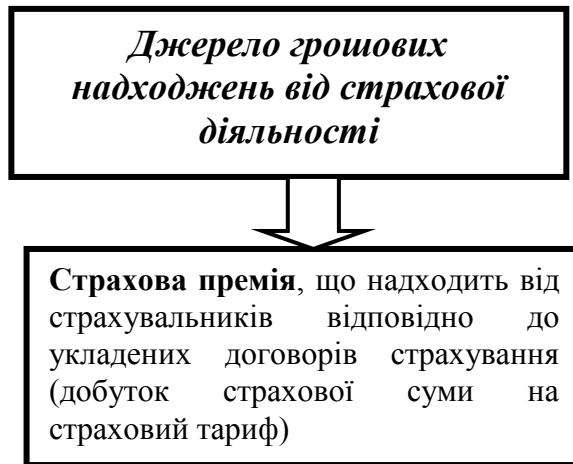 Джерело грошових
надходжень від страхової
діяльності
Страхова премія, що надходить від
страхувальників відповідно до
укладених договорів страхування
(добуток страхової суми на
страховий тариф)